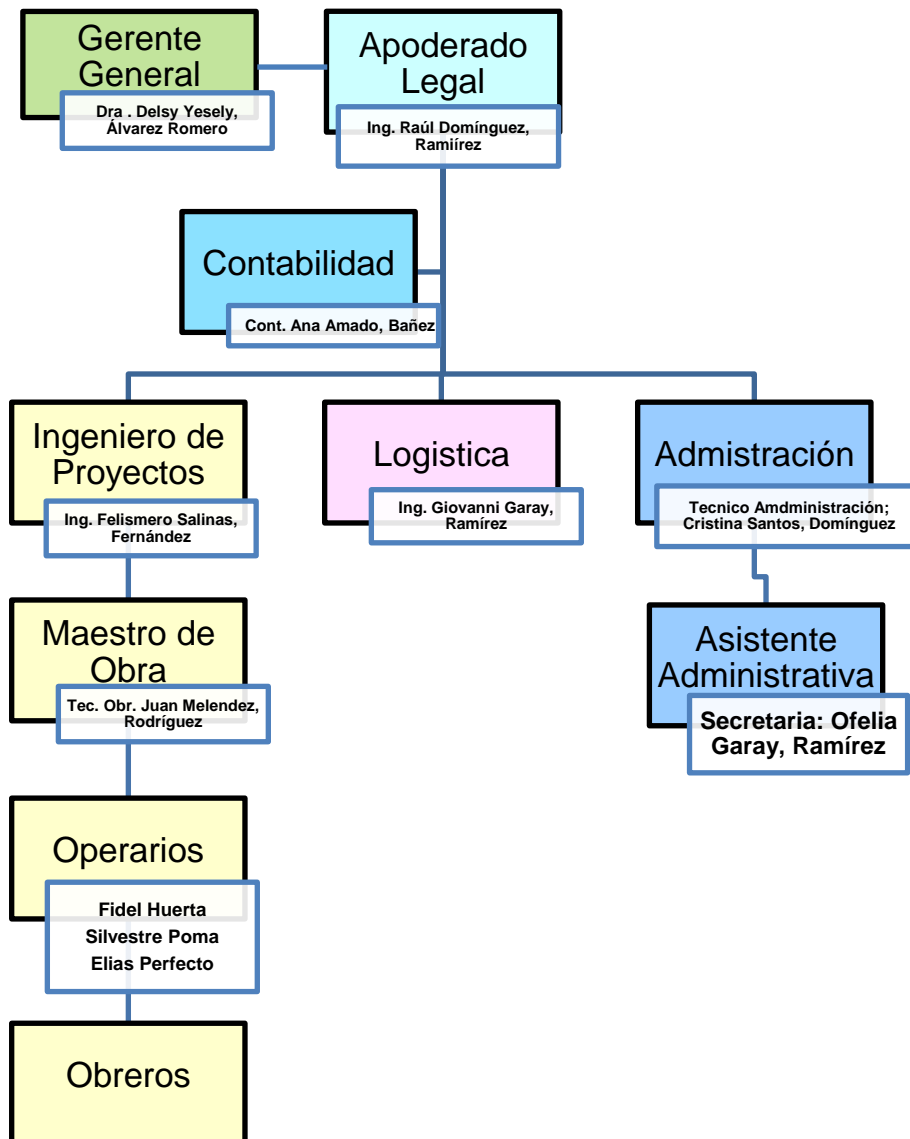 Gerente
General
Dra . Delsy Yesely,
Álvarez Romero
Apoderado
Legal
Ing. Raúl Domínguez,
Ramiírez
Contabilidad
Cont. Ana Amado, Bañez
Ingeniero de
Proyectos
Ing. Felismero Salinas,
Fernández
Logistica
Ing. Giovanni Garay,
Ramírez
Admistración
Tecnico Amdministración;
Cristina Santos, Domínguez
Maestro de
Obra
Tec. Obr. Juan Melendez,
Rodríguez
Asistente
Administrativa
Secretaria: Ofelia
Garay, Ramírez
Operarios
Fidel Huerta
Silvestre Poma
Elias Perfecto
Obreros